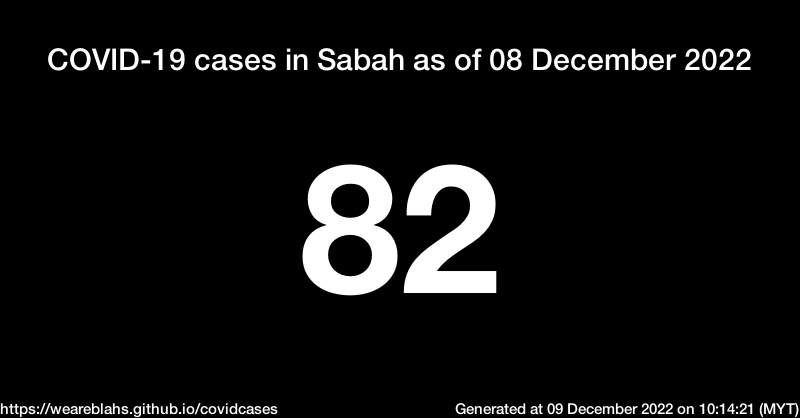 COVID-19 cases in Sabah as of 08 December 2022
82
https://weareblahs.github.io/covidcases
Generated at 09 December 2022 on 10:14:21 (MYT)